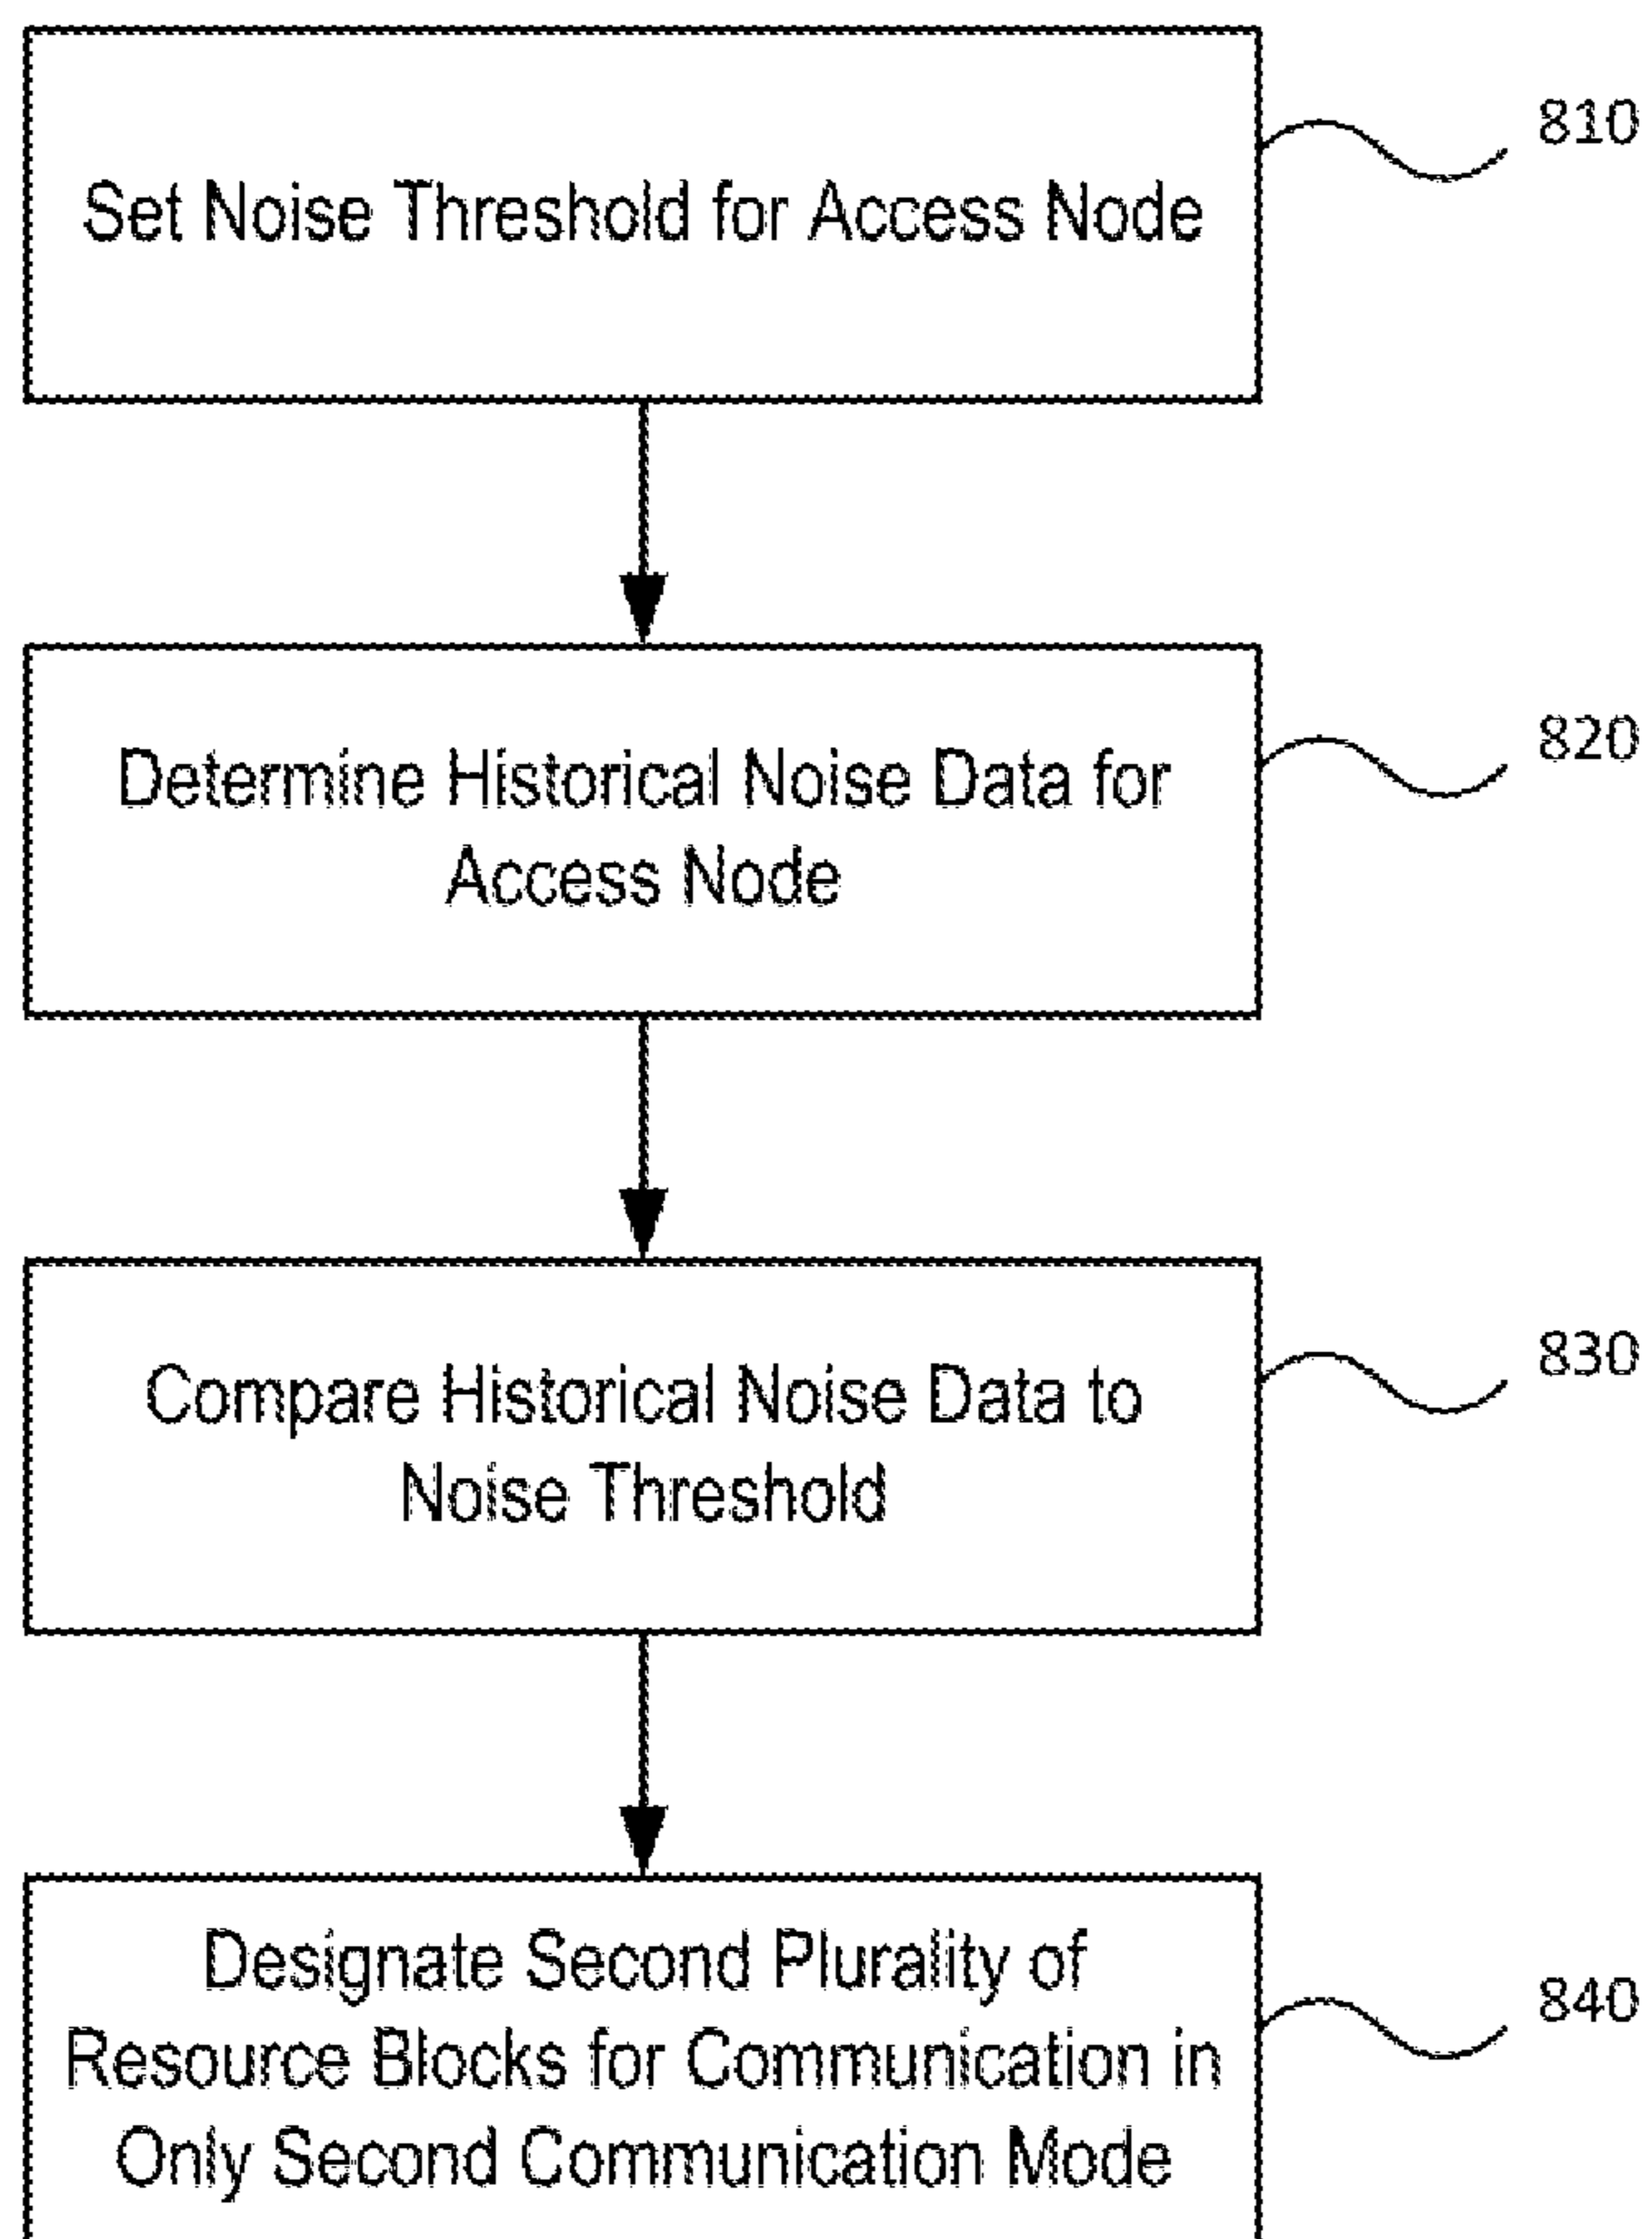 Set Noise Threshold for Access Node
810
Determine Historical Noise Data for
Access Node
820
Compare Historical Noise Data to
Noise Threshold
830
Designate Second Plurality of
Resource Blocks for Communication in
Only Second Communication Mode
840